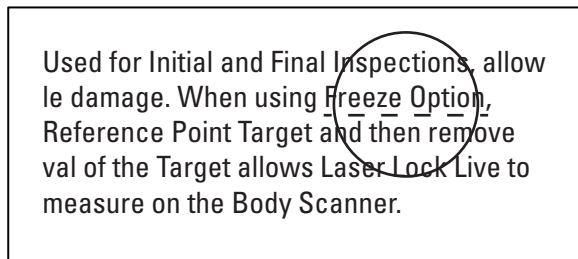 Used for Initial and Final Inspections, allow
le damage. When using Freeze Option,
Reference Point Target and then remove
val of the Target allows Laser Lock Live to
measure on the Body Scanner.